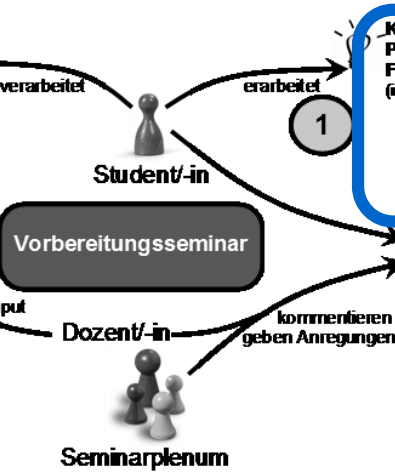 K
P
F
(i
verarbeitet
erarbeitet
1
Student/-in
Vorbereitungsseminar
put
Dozent/-in
kommentieren
geben Anregungen
Seminarplenum